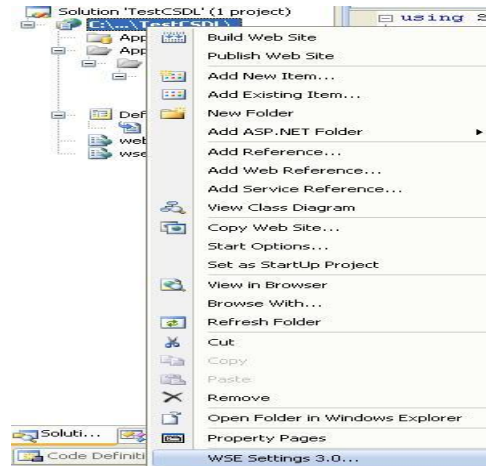 Solution 'TestCSDL' (1 project)
C:\...\TestCSDL\
App
App
Def
web
wse
using
Build Web Site
Publish Web Site
Add New Item...
Add Existing Item...
New Folder
Add ASP.NET Folder
Add Reference...
Add Web Reference...
Add Service Reference...
View Class Diagram
Copy Web Site...
Start Options...
Set as StartUp Project
View in Browser
Browse With...
Refresh Folder
Cut
Copy
Paste
Remove
Open Folder in Windows Explorer
Property Pages
WSE Settings 3.0...
Soluti...
Code Definiti